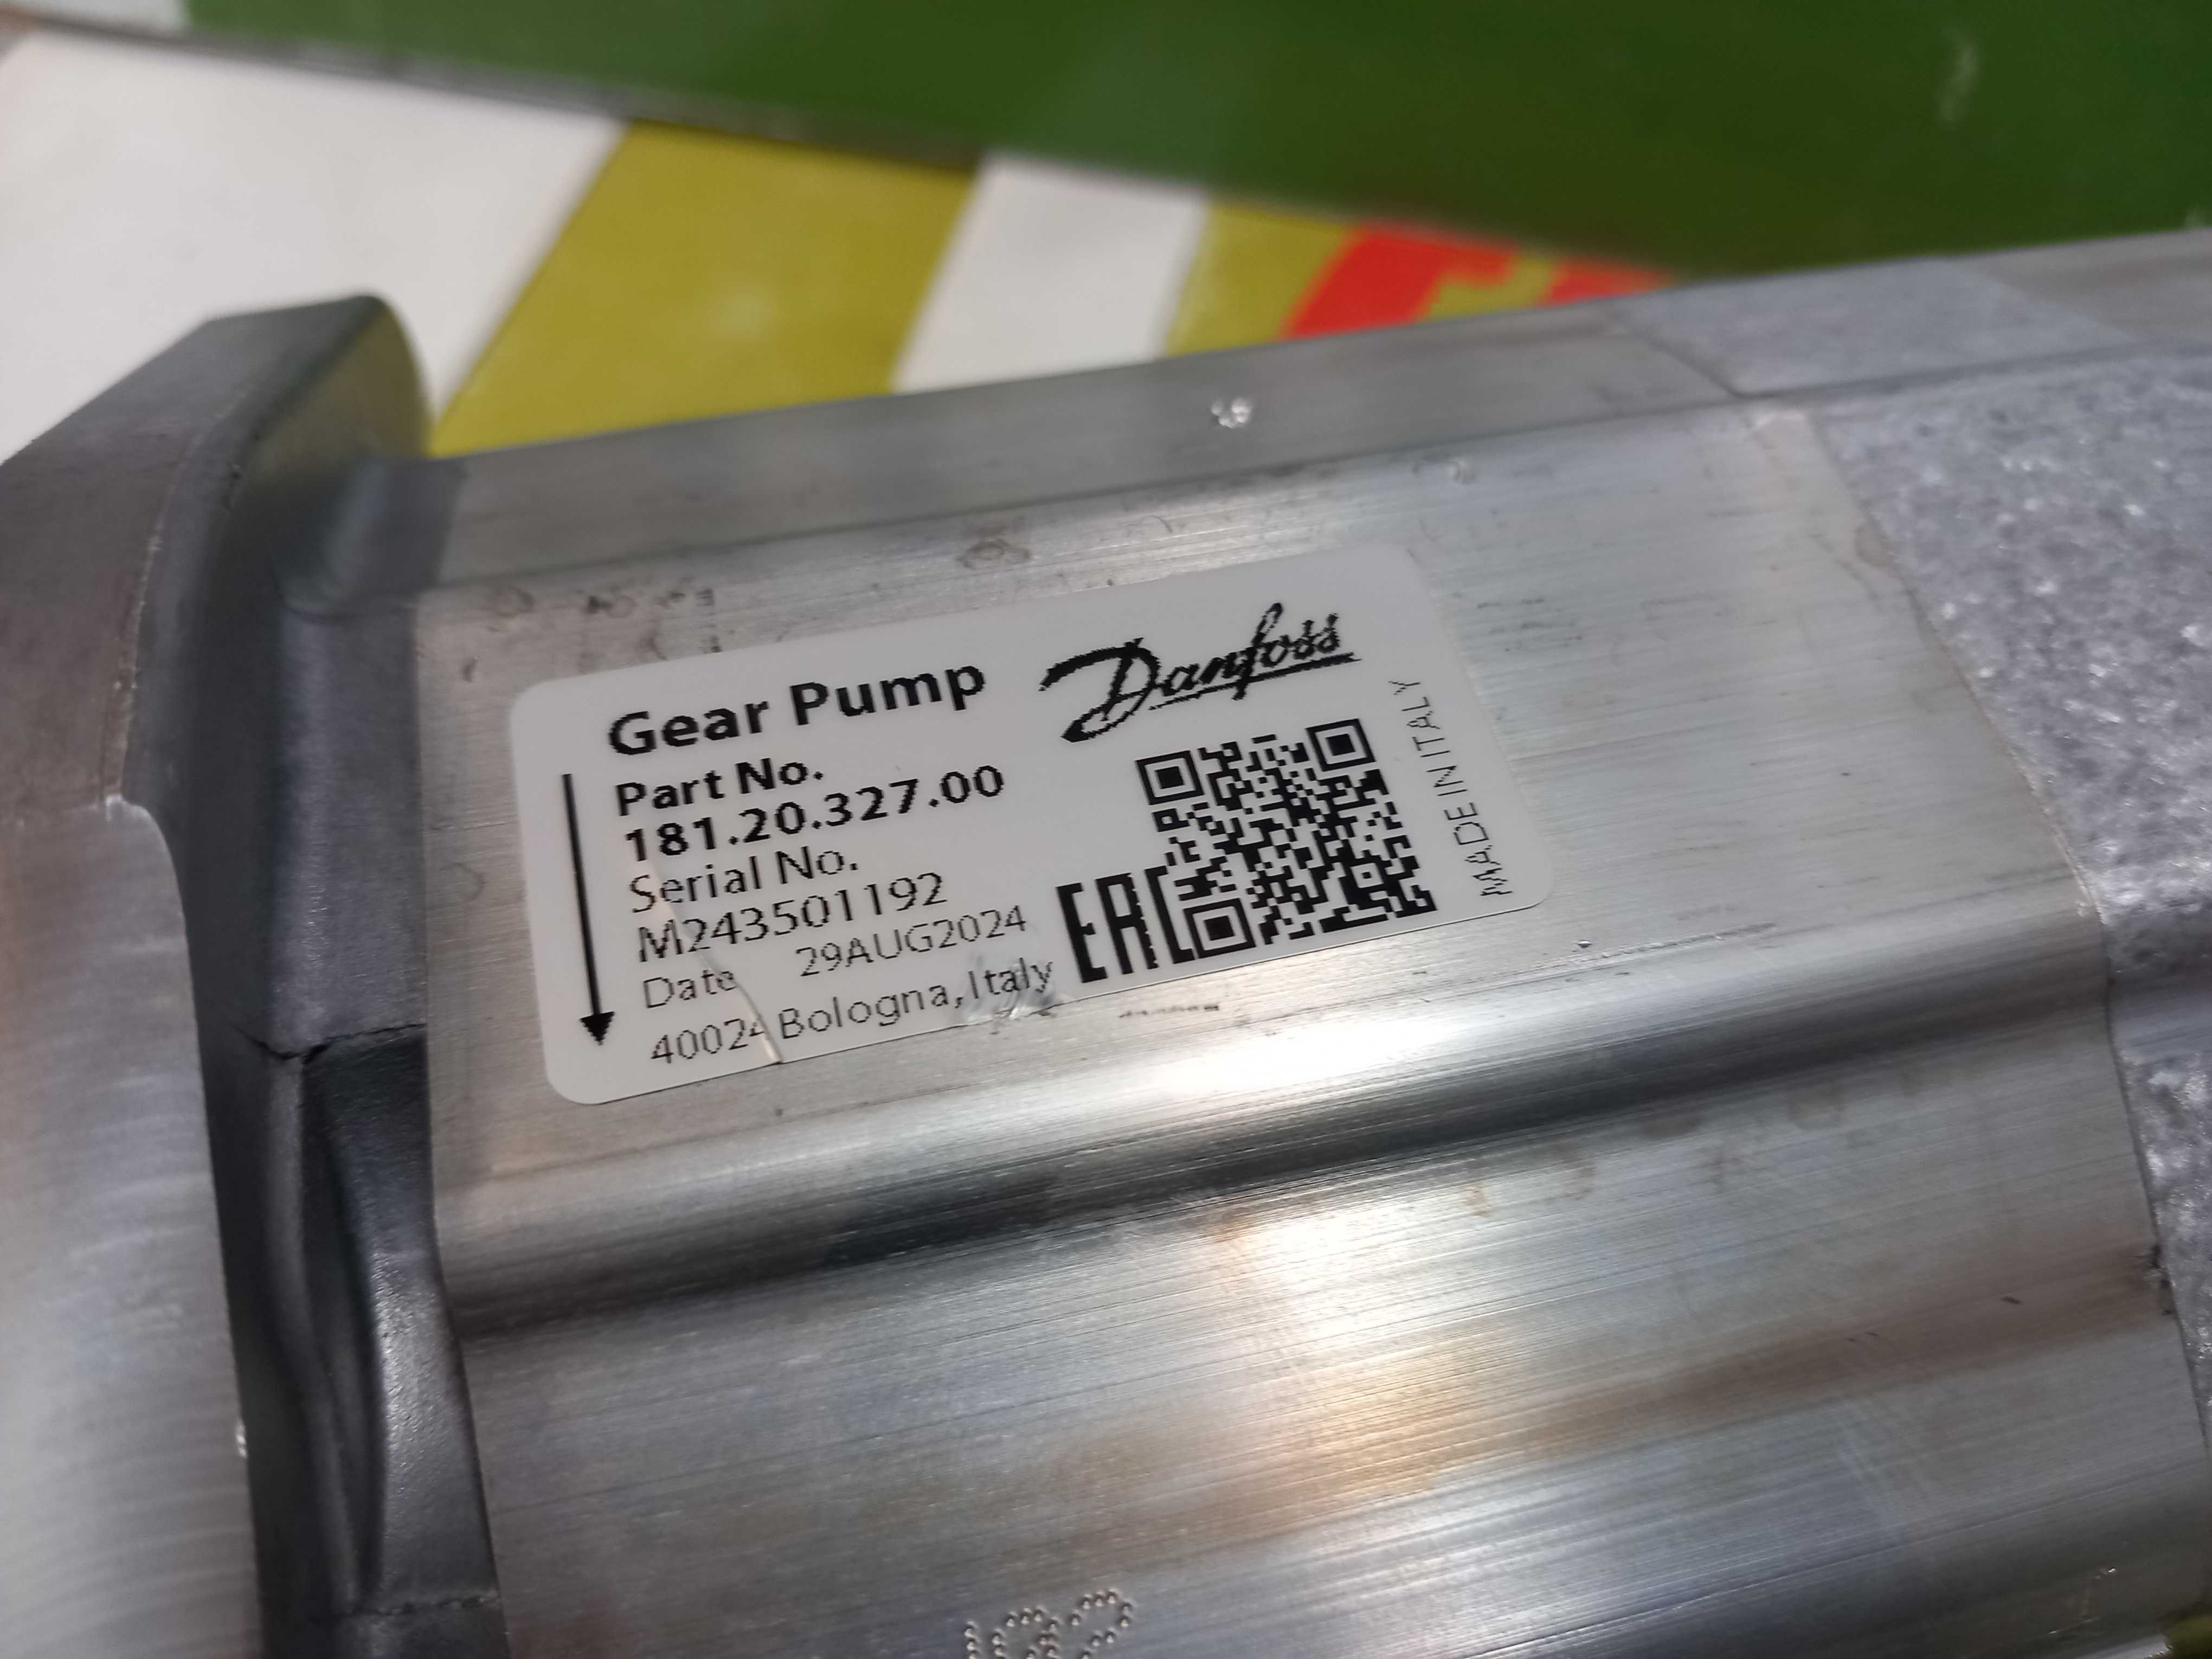 Gear Pump
Danfoss
Part No.
181.20.327.00
Serial No.
M243501192
Date 29AUG2024
40024 Bologna, Italy
EAC
MADE IN ITALY